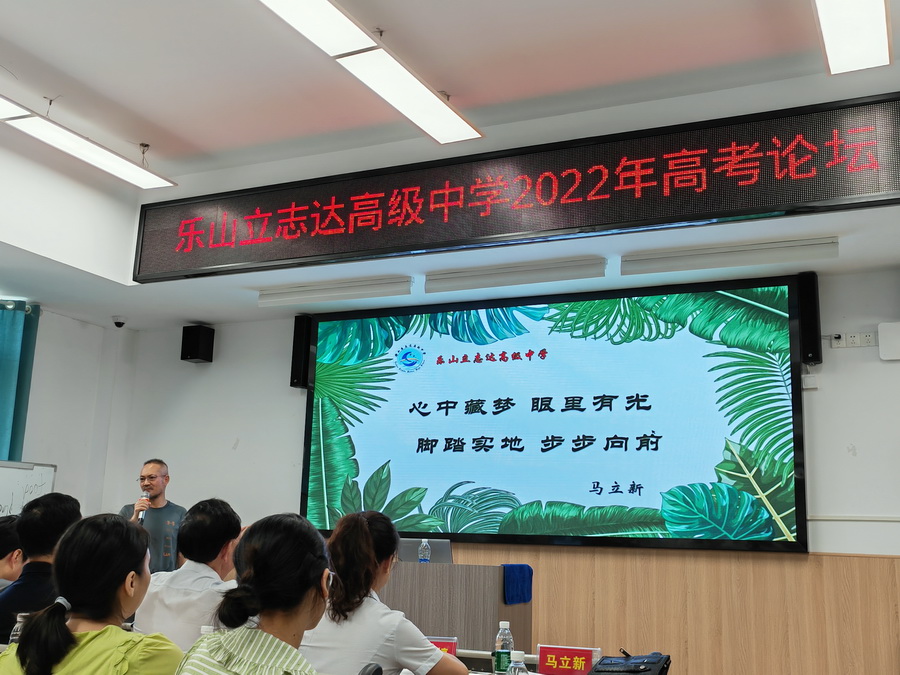 乐山立志达高级中学2022年高考论坛
乐山立志达高级中学
心中藏梦 眼里有光
脚踏实地 步步向前
马立新
马立新